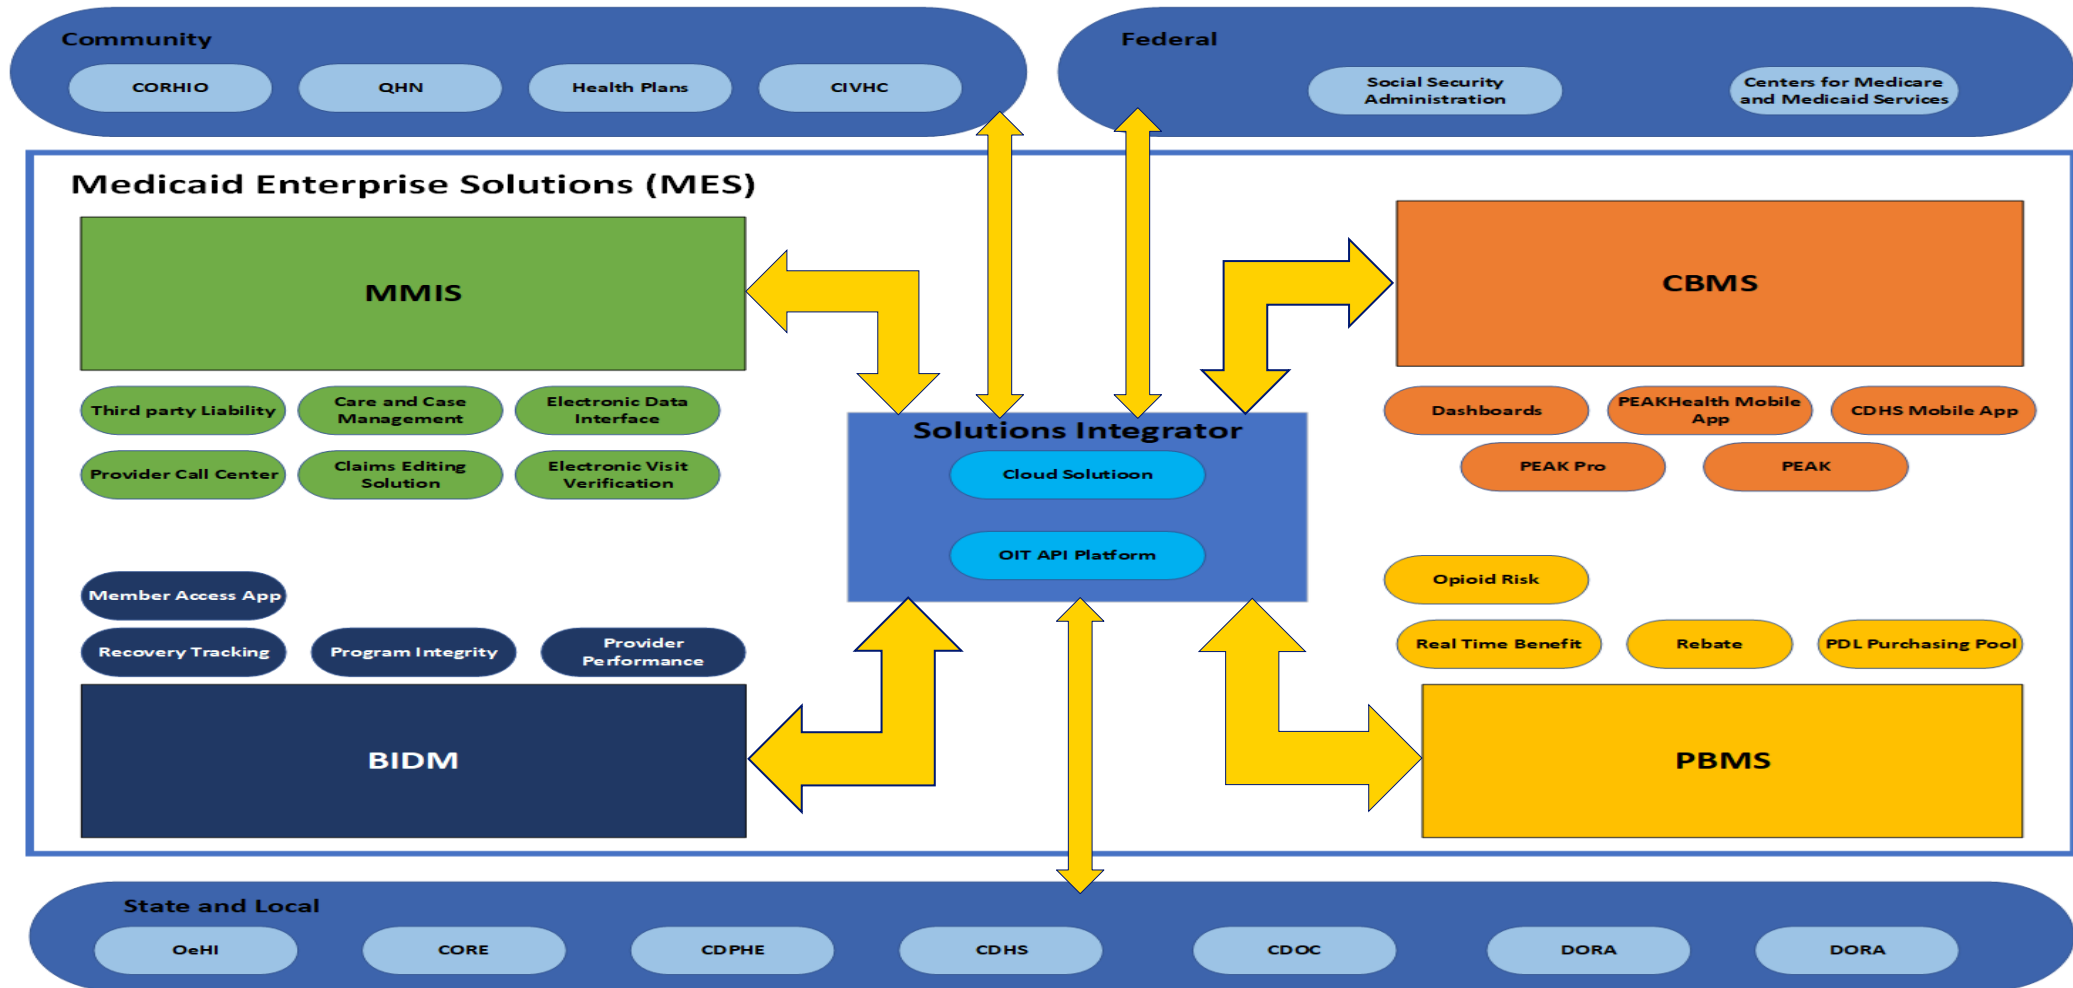 Community
CORHIO
QHN
Health Plans
CIVHC
Federal
Social Security
Administration
Centers for Medicare
and Medicaid Services
Medicaid Enterprise Solutions (MES)
MMIS
Third party Liability
Care and Case
Management
Electronic Data
Interface
Provider Call Center
Claims Editing
Solution
Electronic Visit
Verification
CBMS
Dashboards
PEAKHealth Mobile
App
CDHS Mobile App
PEAK Pro
PEAK
Solutions Integrator
Cloud Solutioon
OIT API Platform
Member Access App
Recovery Tracking
Program Integrity
Provider
Performance
BIDM
Opioid Risk
Real Time Benefit
Rebate
PDL Purchasing Pool
PBMS
State and Local
OeHI
CORE
CDPHE
CDHS
CDOC
DORA
DORA